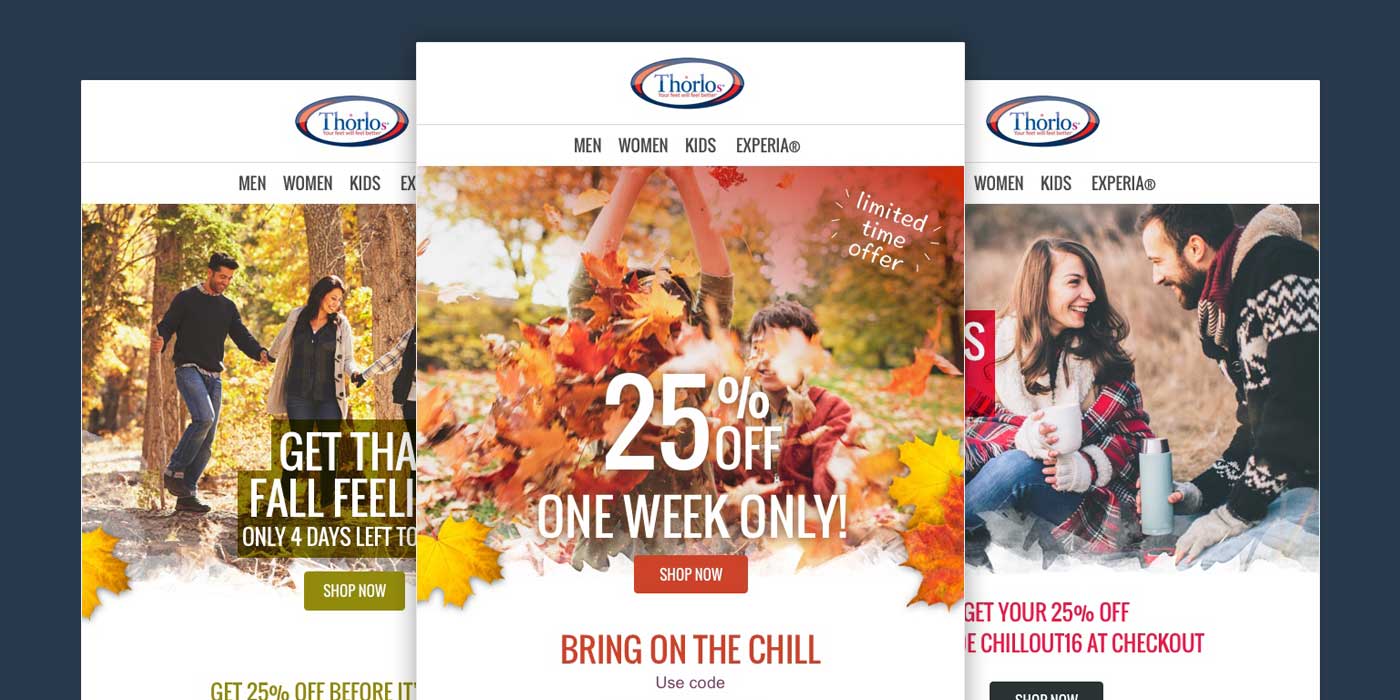 Thorlos
Your feet will feel better
MEN WOMEN KIDS EX
GET THA
FALL FEELI
ONLY 4 DAYS LEFT TO
SHOP NOW
GET 25% OFF BEFORE IT'
Thorlos
Your feet will feel better
MEN WOMEN KIDS EXPERIA®
limited
time
offer
25%
OFF
ONE WEEK ONLY!
SHOP NOW
BRING ON THE CHILL
Use code
Thorlos
Your feet will feel better
WOMEN KIDS EXPERIA®
S
GET YOUR 25% OFF
E CHILLOUT16 AT CHECKOUT
SHOP NOW